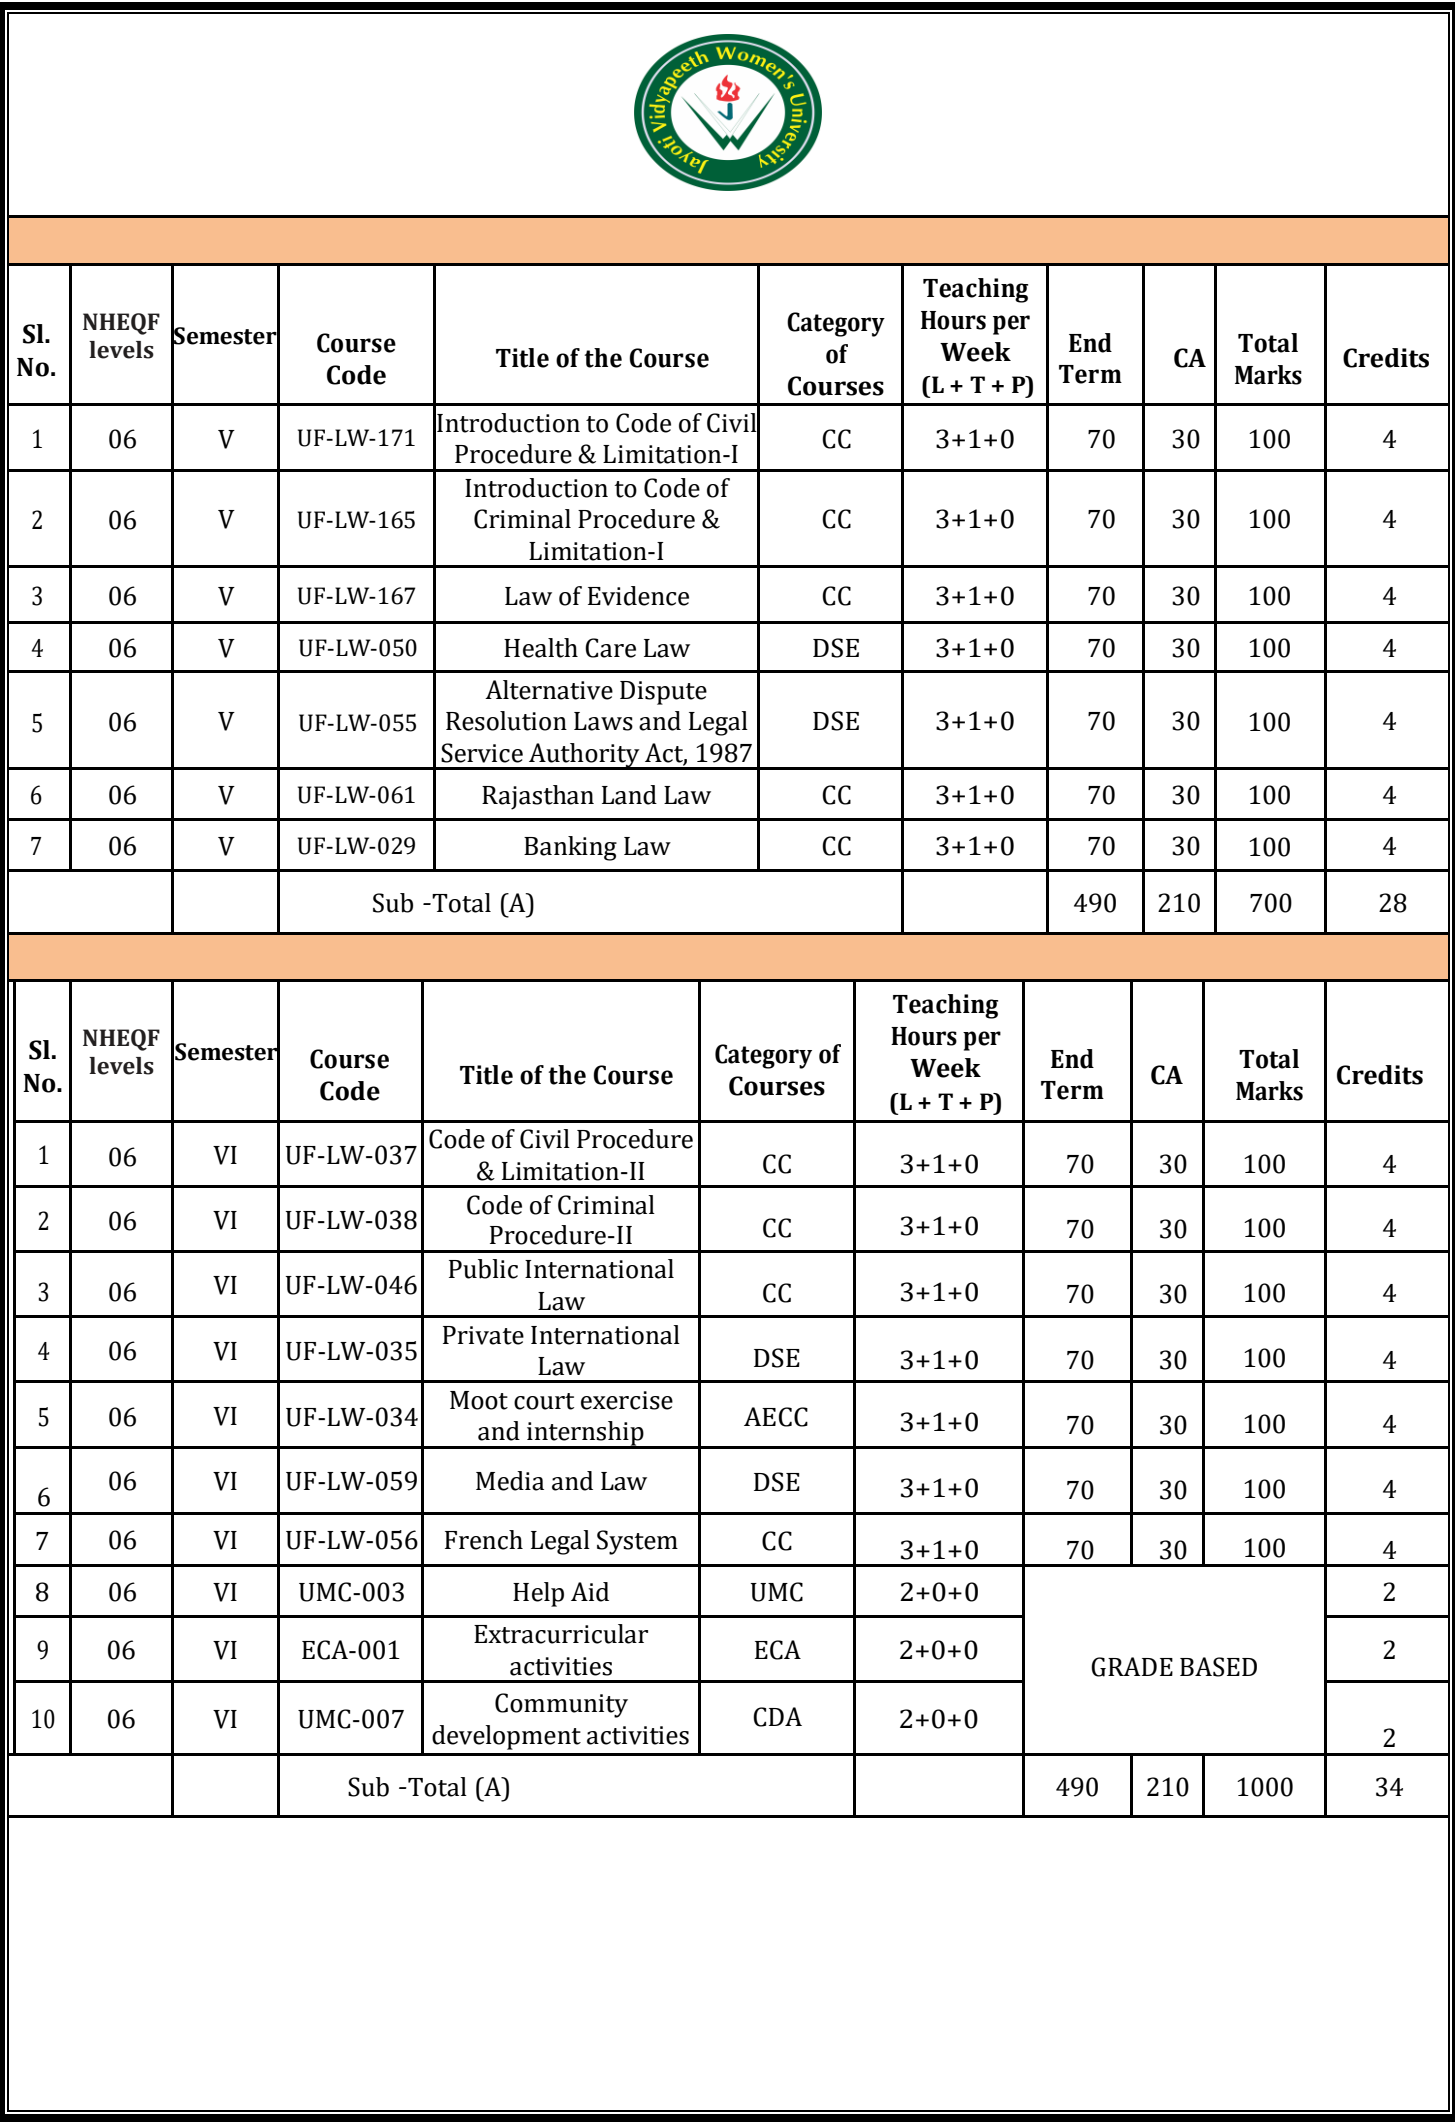 Jayoti Vidyapeeth Women's University
Sl. No. NHEQF levels Semester Course Code Title of the Course Category of Courses Teaching Hours per Week (L + T + P) End Term CA Total Marks Credits
1 06 V UF-LW-171 Introduction to Code of Civil Procedure & Limitation-I CC 3+1+0 70 30 100 4
2 06 V UF-LW-165 Introduction to Code of Criminal Procedure & Limitation-I CC 3+1+0 70 30 100 4
3 06 V UF-LW-167 Law of Evidence CC 3+1+0 70 30 100 4
4 06 V UF-LW-050 Health Care Law DSE 3+1+0 70 30 100 4
5 06 V UF-LW-055 Alternative Dispute Resolution Laws and Legal Service Authority Act, 1987 DSE 3+1+0 70 30 100 4
6 06 V UF-LW-061 Rajasthan Land Law CC 3+1+0 70 30 100 4
7 06 V UF-LW-029 Banking Law CC 3+1+0 70 30 100 4
Sub -Total (A) 490 210 700 28
Sl. No. NHEQF levels Semester Course Code Title of the Course Category of Courses Teaching Hours per Week (L + T + P) End Term CA Total Marks Credits
1 06 VI UF-LW-037 Code of Civil Procedure & Limitation-II CC 3+1+0 70 30 100 4
2 06 VI UF-LW-038 Code of Criminal Procedure-II CC 3+1+0 70 30 100 4
3 06 VI UF-LW-046 Public International Law CC 3+1+0 70 30 100 4
4 06 VI UF-LW-035 Private International Law DSE 3+1+0 70 30 100 4
5 06 VI UF-LW-034 Moot court exercise and internship AECC 3+1+0 70 30 100 4
6 06 VI UF-LW-059 Media and Law DSE 3+1+0 70 30 100 4
7 06 VI UF-LW-056 French Legal System CC 3+1+0 70 30 100 4
8 06 VI UMC-003 Help Aid UMC 2+0+0 2
9 06 VI ECA-001 Extracurricular activities ECA 2+0+0 GRADE BASED 2
10 06 VI UMC-007 Community development activities CDA 2+0+0 2
Sub -Total (A) 490 210 1000 34